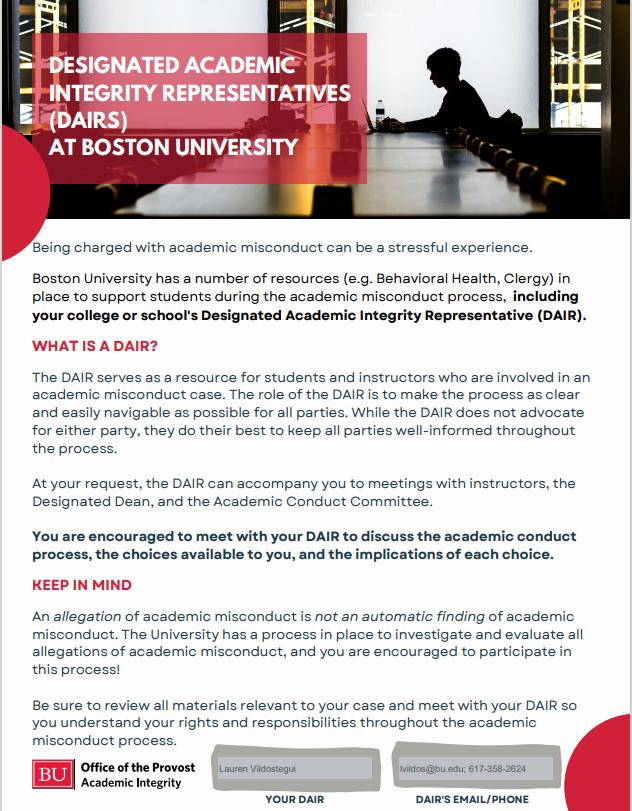 DESIGNATED ACADEMIC
INTEGRITY REPRESENTATIVES
(DAIRS)
AT BOSTON UNIVERSITY
Being charged with academic misconduct can be a stressful experience.
Boston University has a number of resources (e.g. Behavioral Health, Clergy) in
place to support students during the academic misconduct process, including
your college or school's Designated Academic Integrity Representative (DAIR).
WHAT IS A DAIR?
The DAIR serves as a resource for students and instructors who are involved in an
academic misconduct case. The role of the DAIR is to make the process as clear
and easily navigable as possible for all parties. While the DAIR does not advocate
for either party, they do their best to keep all parties well-informed throughout
the process.
At your request, the DAIR can accompany you to meetings with instructors, the
Designated Dean, and the Academic Conduct Committee.
You are encouraged to meet with your DAIR to discuss the academic conduct
process, the choices available to you, and the implications of each choice.
KEEP IN MIND
An allegation of academic misconduct is not an automatic finding of academic
misconduct. The University has a process in place to investigate and evaluate all
allegations of academic misconduct, and you are encouraged to participate in
this process!
Be sure to review all materials relevant to your case and meet with your DAIR so
you understand your rights and responsibilities throughout the academic
misconduct process.
BU
Office of the Provost
Academic Integrity
Lauren Vildostegui
YOUR DAIR
lvildos@bu.edu; 617-358-2624
DAIR'S EMAIL/PHONE